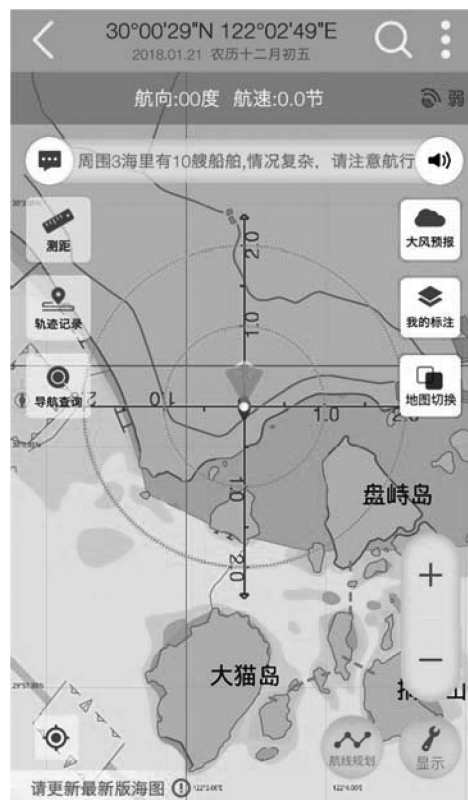 30°00'29"N 122°02'49"E
2018.01.21 农历十二月初五
航向:00度 航速:0.0节
弱
周围3海里有10艘船舶,情况复杂, 请注意航行
测距
大风预报
2.0
轨迹记录
我的标注
1.0
导航查询
地图切换
1.0
1.0
1.0
盘峙岛
2.0
大猫岛
航线规划
显示
请更新最新版海图
122°2.00'E
122°4.00'E